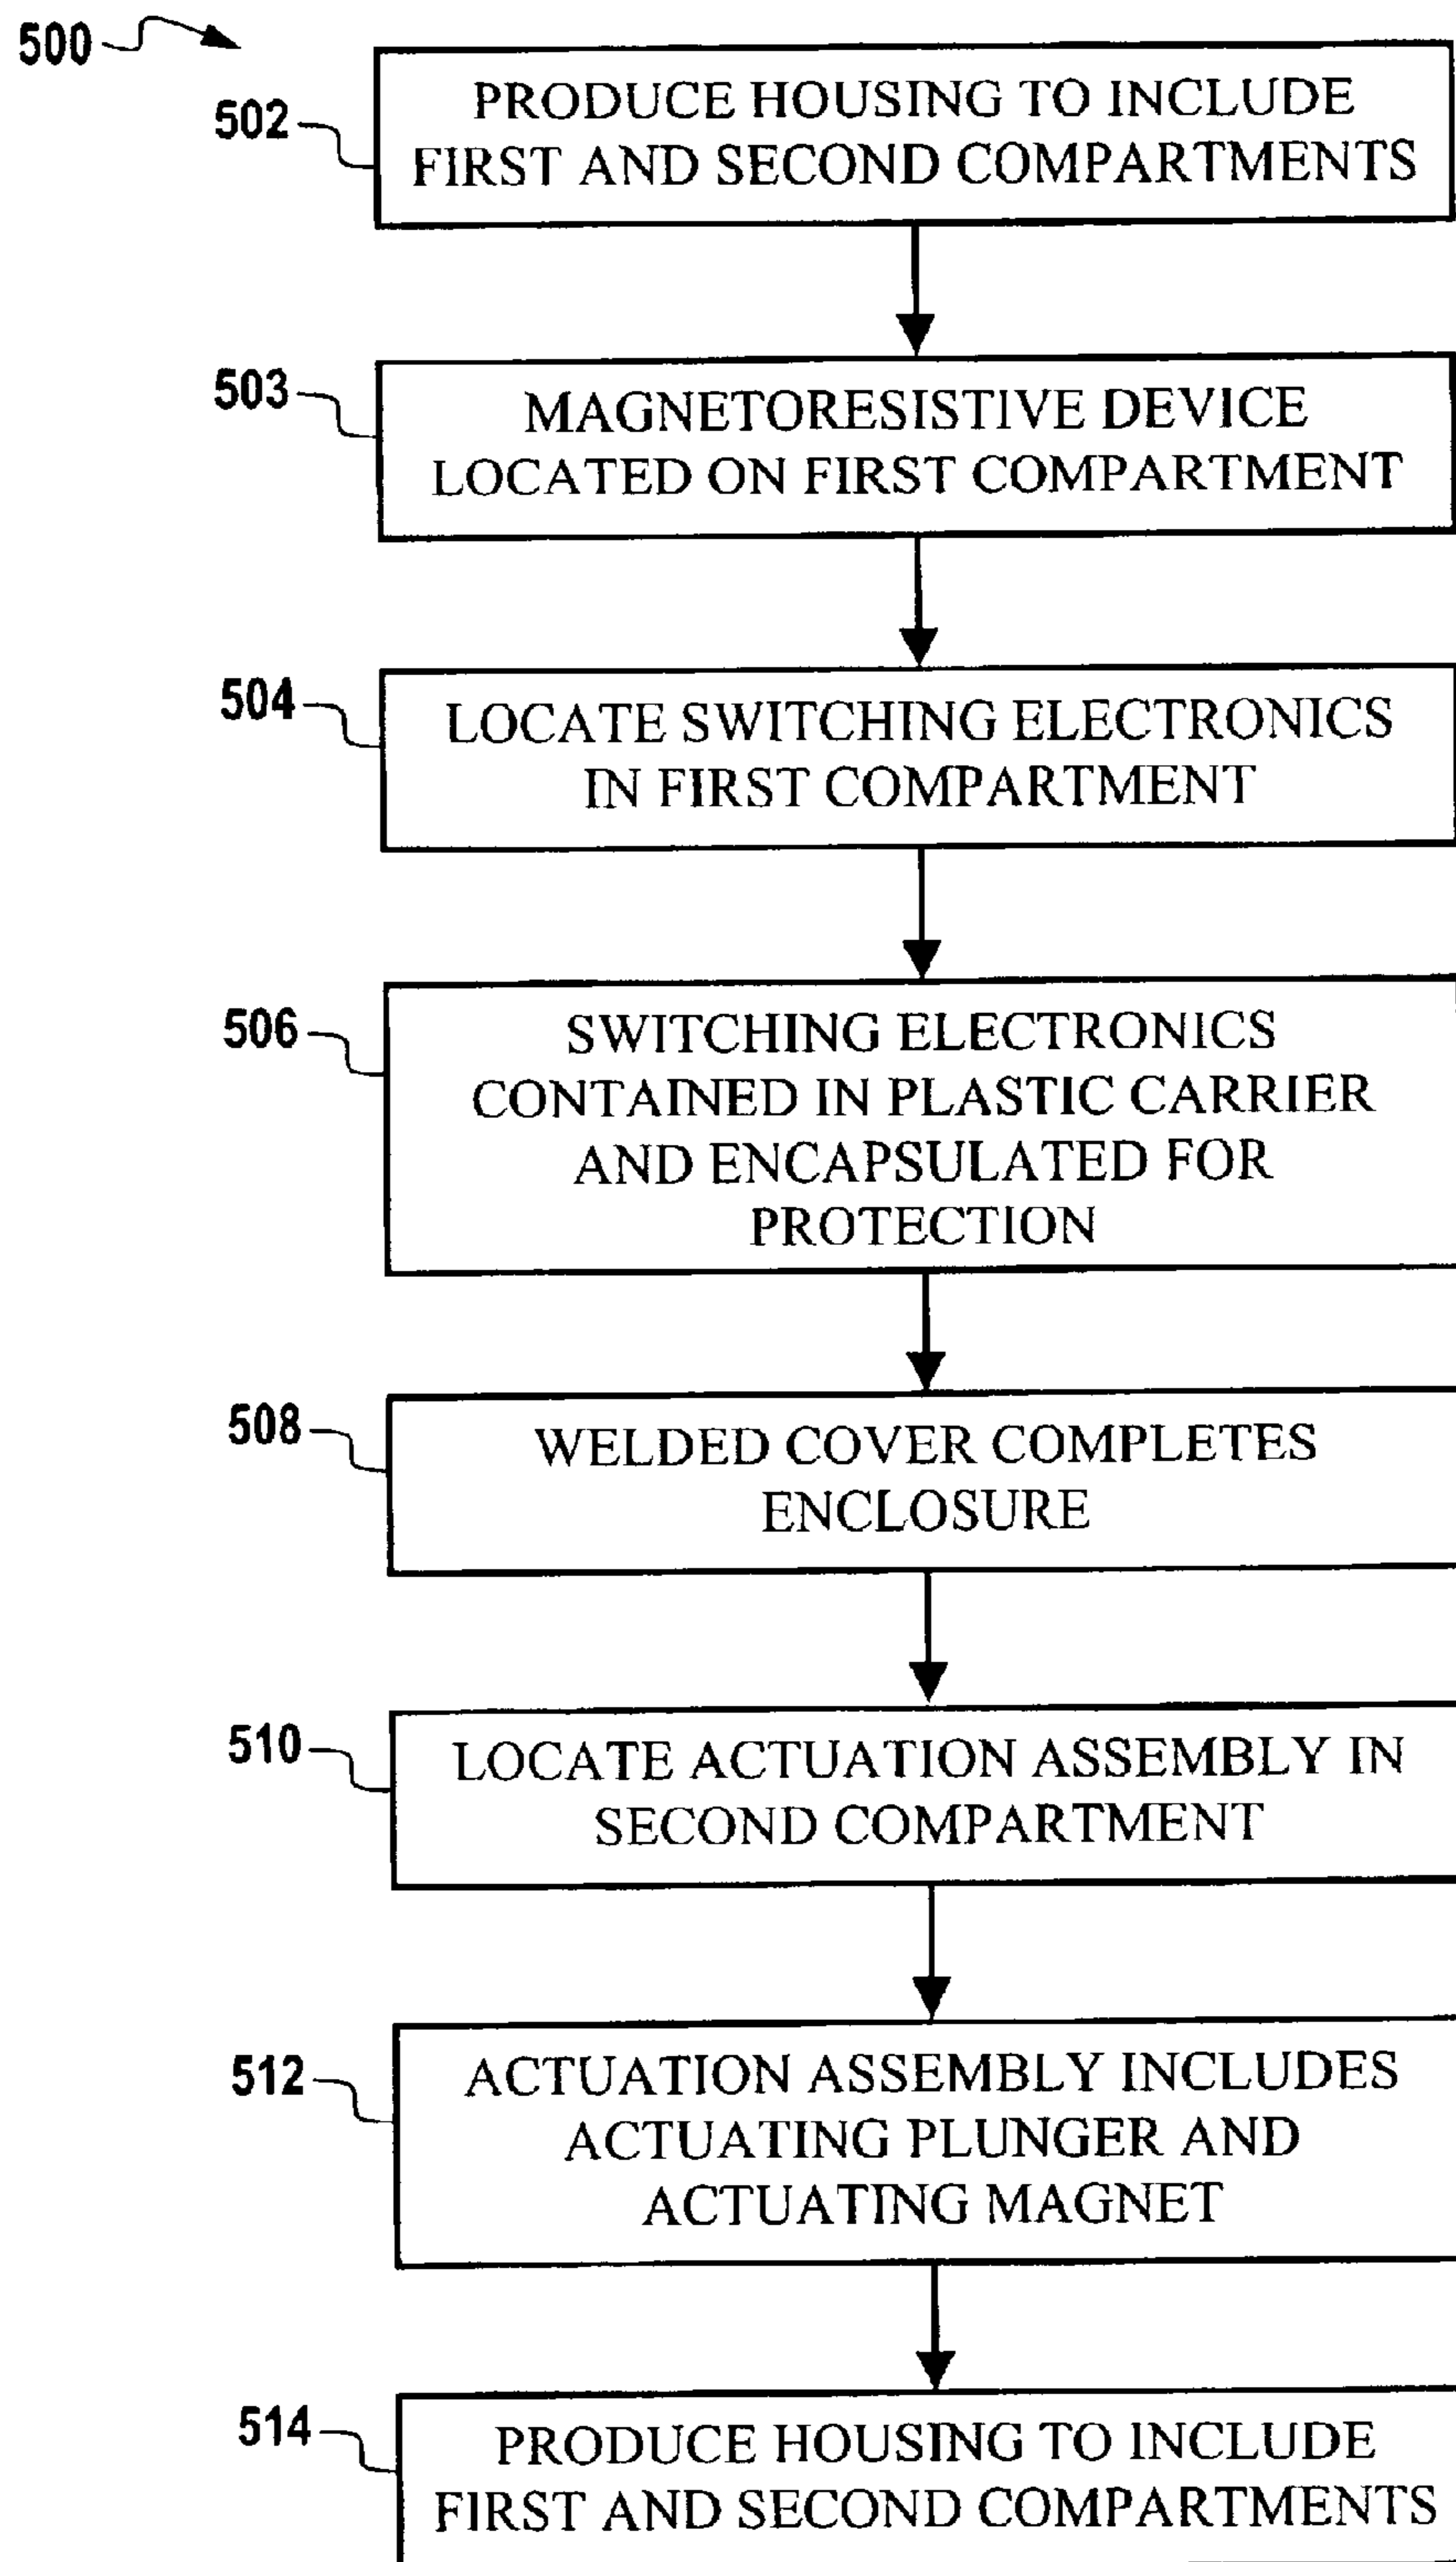 500
502
PRODUCE HOUSING TO INCLUDE
FIRST AND SECOND COMPARTMENTS
503
MAGNETORESISTIVE DEVICE
LOCATED ON FIRST COMPARTMENT
504
LOCATE SWITCHING ELECTRONICS
IN FIRST COMPARTMENT
506
SWITCHING ELECTRONICS
CONTAINED IN PLASTIC CARRIER
AND ENCAPSULATED FOR
PROTECTION
508
WELDED COVER COMPLETES
ENCLOSURE
510
LOCATE ACTUATION ASSEMBLY IN
SECOND COMPARTMENT
512
ACTUATION ASSEMBLY INCLUDES
ACTUATING PLUNGER AND
ACTUATING MAGNET
514
PRODUCE HOUSING TO INCLUDE
FIRST AND SECOND COMPARTMENTS